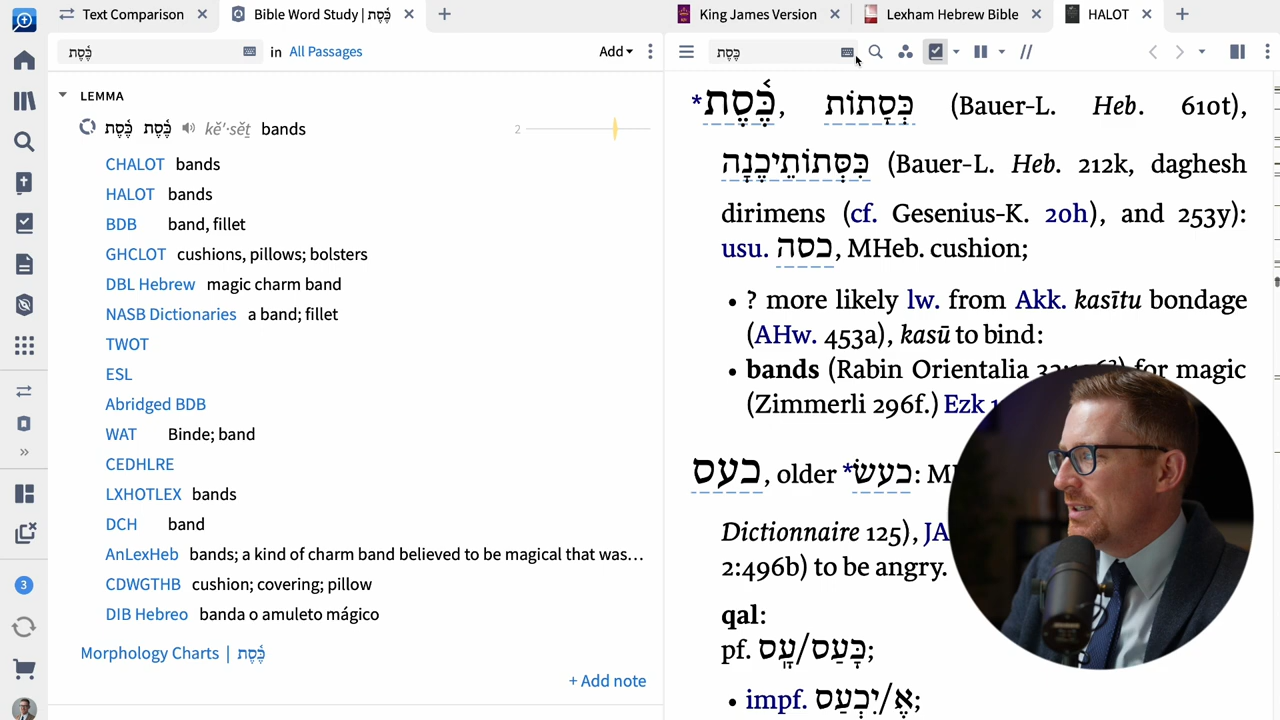 Text Comparison
Bible Word Study | כֶּ֫סֶת
King James Version
Lexham Hebrew Bible
HALOT
כֶּ֫סֶת in All Passages Add
כֶּסֶת
LEMMA
כֶּ֫סֶת כֶּ֫סֶת kĕʹ·sĕṯ bands 2
CHALOT bands
HALOT bands
BDB band, fillet
GHCLOT cushions, pillows; bolsters
DBL Hebrew magic charm band
NASB Dictionaries a band; fillet
TWOT
ESL
Abridged BDB
WAT Binde; band
CEDHLRE
LXHOTLEX bands
DCH band
AnLexHeb bands; a kind of charm band believed to be magical that was…
CDWGTHB cushion; covering; pillow
DIB Hebreo banda o amuleto mágico
Morphology Charts | כֶּ֫סֶת
+ Add note
3
*כֶּ֫סֶת, כְּסָתוֹת (Bauer-L. Heb. 610t),
כִּסְּתוֹתֵיכֶנָה (Bauer-L. Heb. 212k, daghesh
dirimens (cf. Gesenius-K. 20h), and 253y):
usu. כסה, MHeb. cushion;
• ? more likely lw. from Akk. kasītu bondage
(AHw. 453a), kasū to bind:
• bands (Rabin Orientalia for magic
(Zimmerli 296f.) Ezk
כעס, older *כעשׂ:
Dictionnaire 125), JA
2:496b) to be angry.
qal:
pf. כָּעַס/עָֽס;
• impf. אֶ/יִכְעַס;